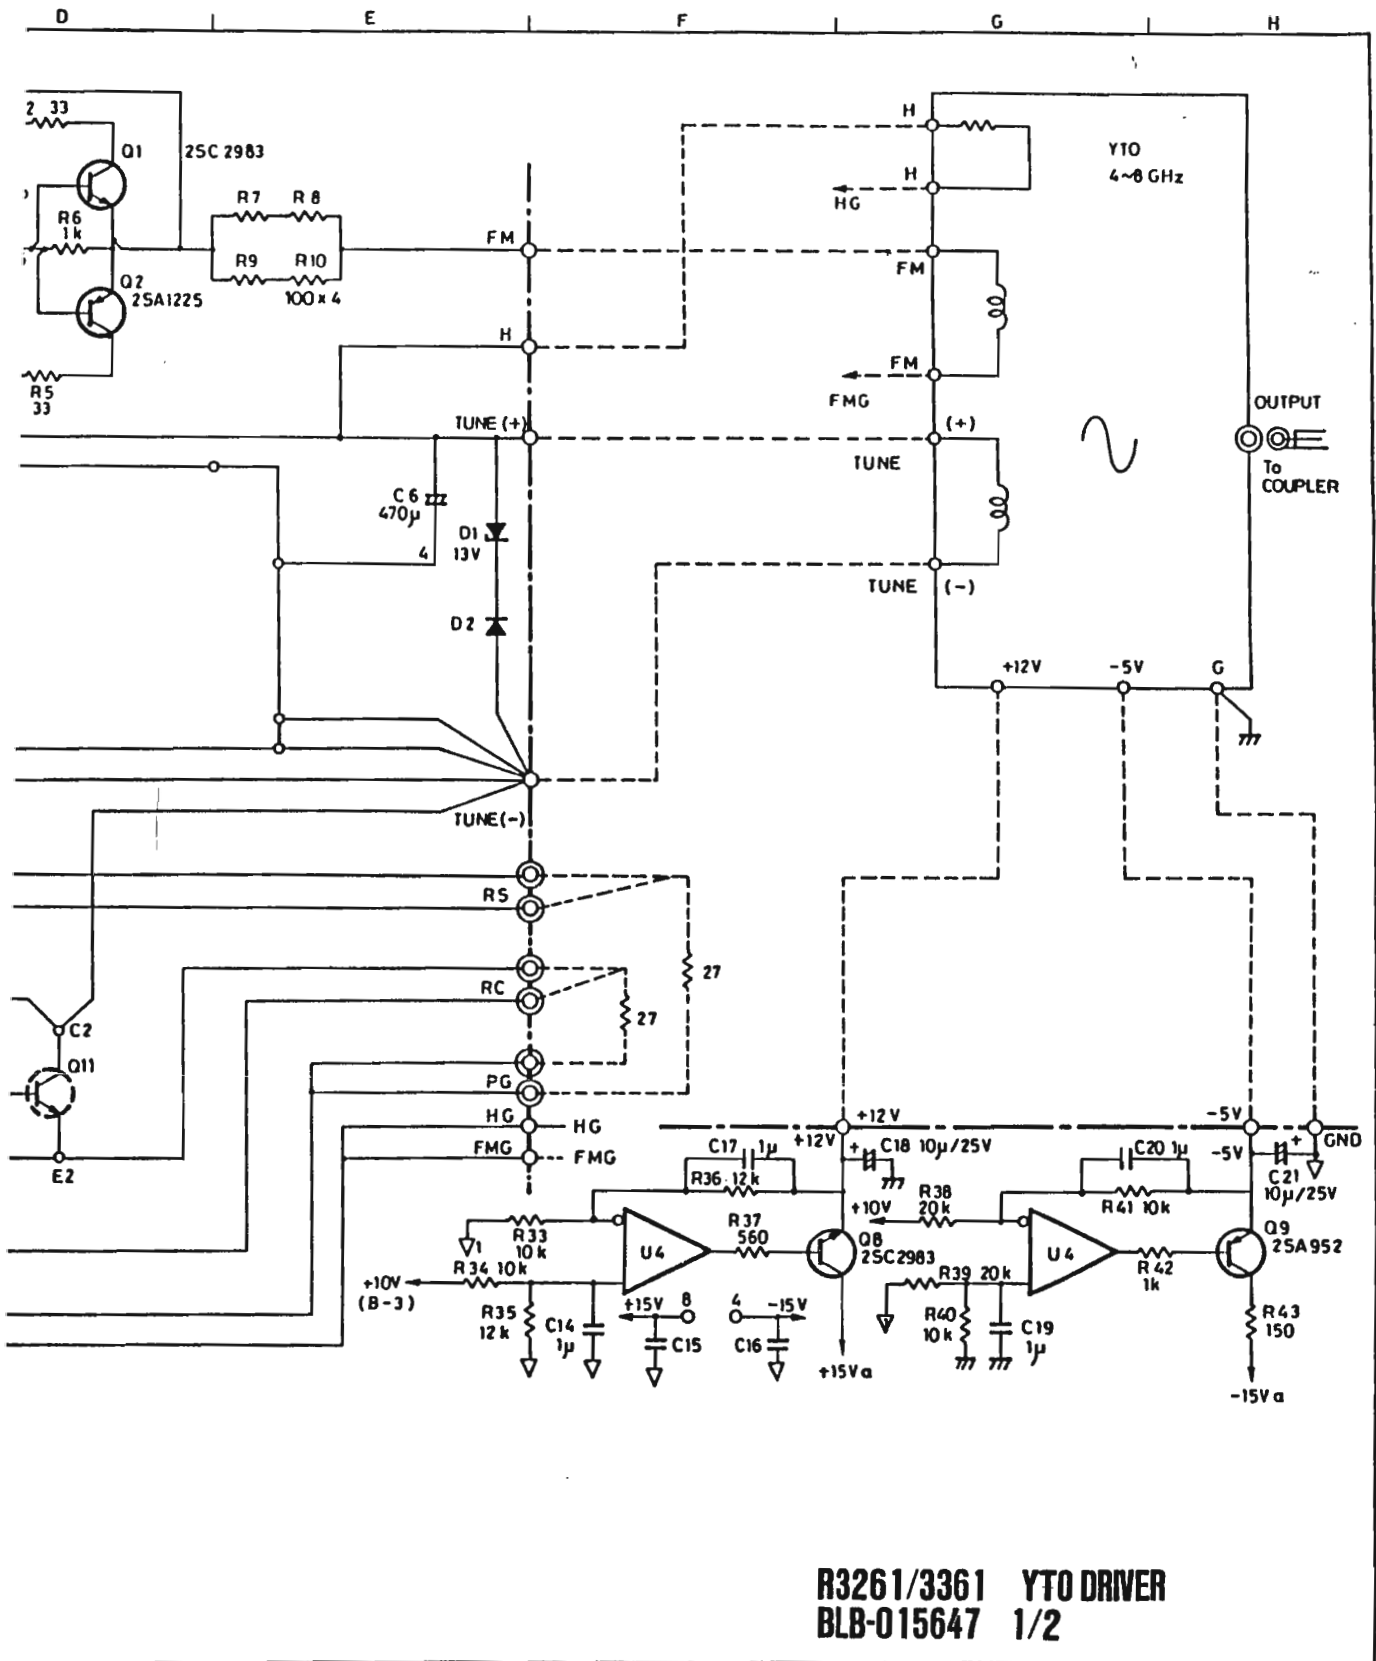 D E F G H
2 33
Q1
2SC 2983
R6
1k
R7 R8
R9 R10
100 x 4
Q2
2SA1225
R5
33
FM
H
TUNE (+)
C6
470μ
4
D1
13V
D2
TUNE(-)
H
H
HG
FM
FM
FMG
(+)
TUNE
TUNE (-)
YTO
4~8 GHz
OUTPUT
To
COUPLER
+12V -5V G
RS
RC
PG
HG HG
FMG FMG
27
27
C2
Q11
E2
+12V
+12V
-5V
-5V
GND
C17 1μ
R36 12k
C18 10μ/25V
C20 1μ
R41 10k
C21
10μ/25V
R33
10k
1
R34 10k
+10V
(B-3)
R35
12k
C14
1μ
U4
R37
560
Q8
2SC2983
+15V 8
4 -15V
C15
C16
+15Va
+10V
R38
20k
R39 20k
R40
10k
C19
1μ
U4
R42
1k
Q9
2SA952
R43
150
-15Va
R3261/3361 YTO DRIVER
BLB-015647 1/2